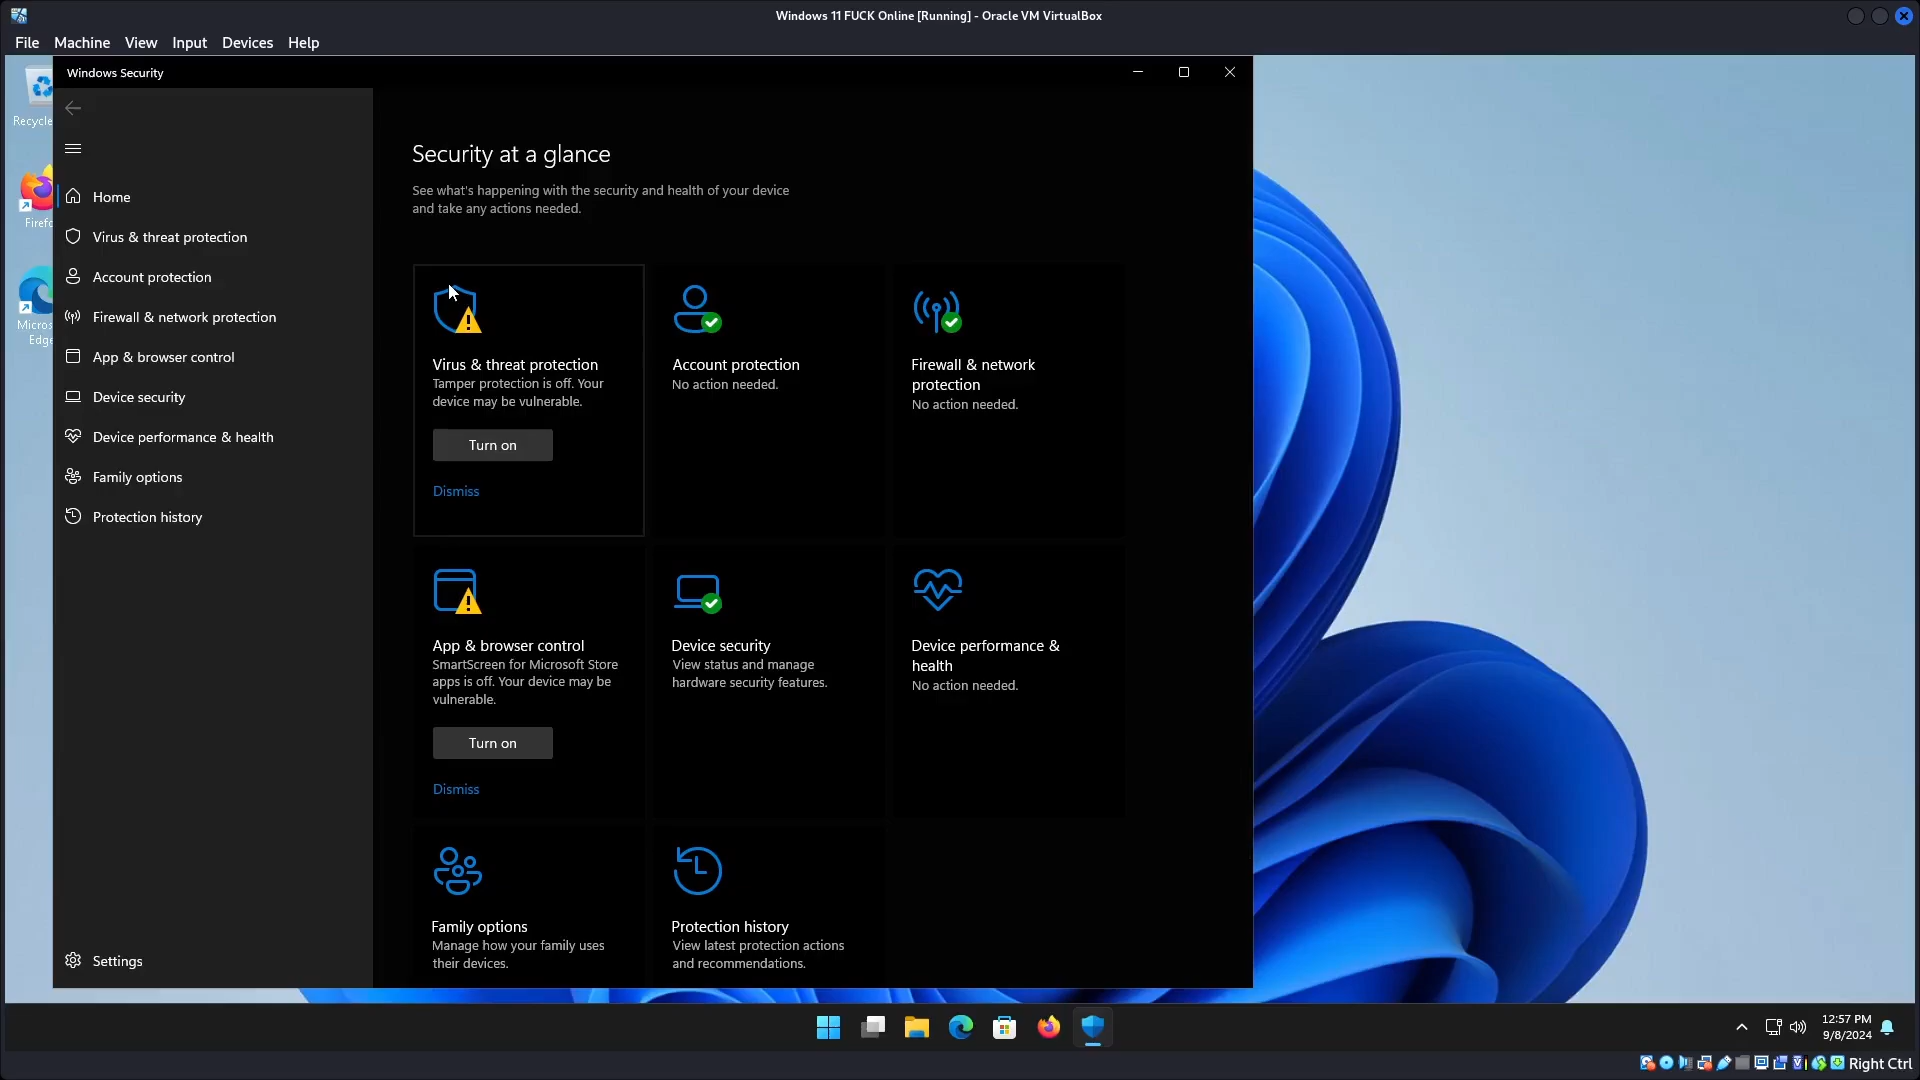 Windows 11 FUCK Online [Running] - Oracle VM VirtualBox
File Machine View Input Devices Help
Windows Security
Recycle
Firefo
Micros
Edge
Home
Virus & threat protection
Account protection
Firewall & network protection
App & browser control
Device security
Device performance & health
Family options
Protection history
Settings
Security at a glance
See what's happening with the security and health of your device
and take any actions needed.
Virus & threat protection
Tamper protection is off. Your
device may be vulnerable.
Turn on
Dismiss
Account protection
No action needed.
Firewall & network
protection
No action needed.
App & browser control
SmartScreen for Microsoft Store
apps is off. Your device may be
vulnerable.
Turn on
Dismiss
Device security
View status and manage
hardware security features.
Device performance &
health
No action needed.
Family options
Manage how your family uses
their devices.
Protection history
View latest protection actions
and recommendations.
12:57 PM
9/8/2024
Right Ctrl